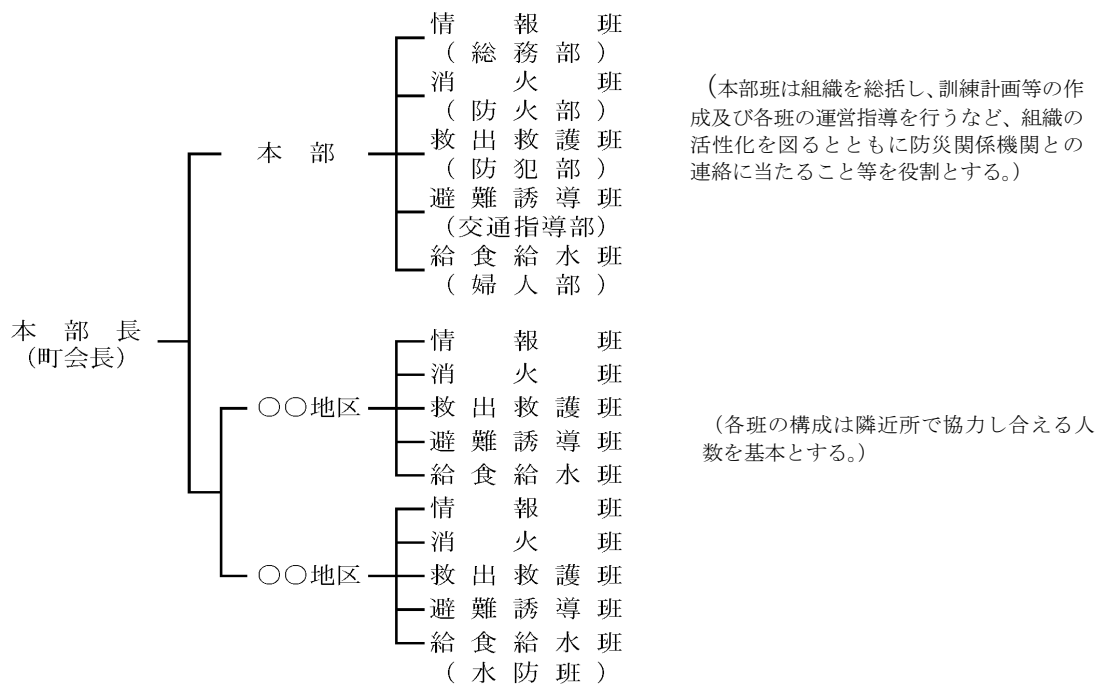 情報班
(総務部)
消火班
(防火部)
救出救護班
(防犯部)
避難誘導班
(交通指導部)
給食給水班
(婦人部)
本部
(本部班は組織を総括し、訓練計画等の作
成及び各班の運営指導を行うなど、組織の
活性化を図るとともに防災関係機関との
連絡に当たること等を役割とする。)
本部長
(町会長)
○○地区
情報班
消火班
救出救護班
避難誘導班
給食給水班
(各班の構成は隣近所で協力し合える人
数を基本とする。)
○○地区
情報班
消火班
救出救護班
避難誘導班
給食給水班
(水防班)